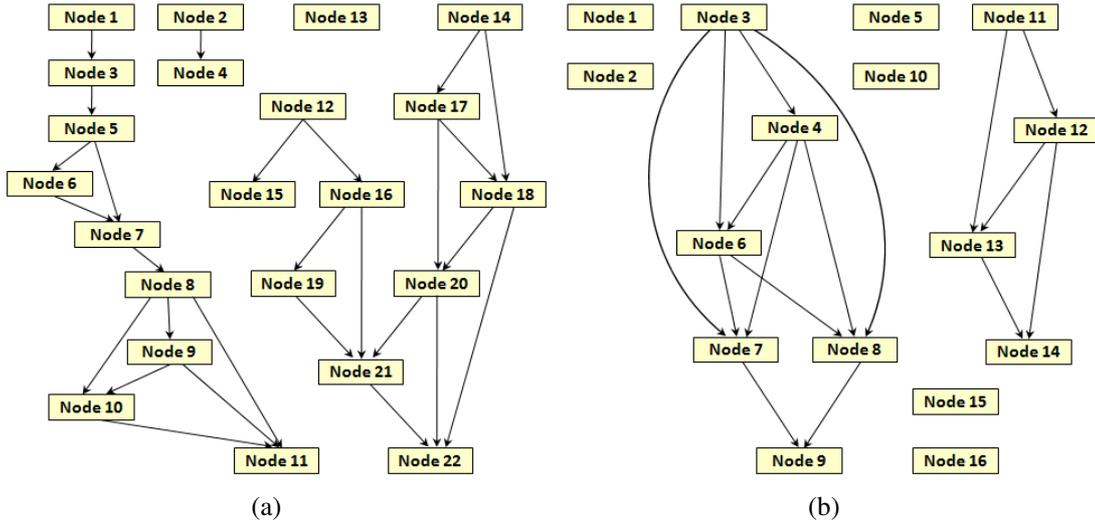 Node 1
Node 2
Node 13
Node 14
Node 3
Node 4
Node 12
Node 17
Node 5
Node 6
Node 15
Node 16
Node 18
Node 7
Node 8
Node 19
Node 20
Node 9
Node 21
Node 10
Node 11
Node 22
(a)
Node 1
Node 3
Node 5
Node 11
Node 2
Node 10
Node 4
Node 12
Node 6
Node 13
Node 7
Node 8
Node 14
Node 15
Node 9
Node 16
(b)